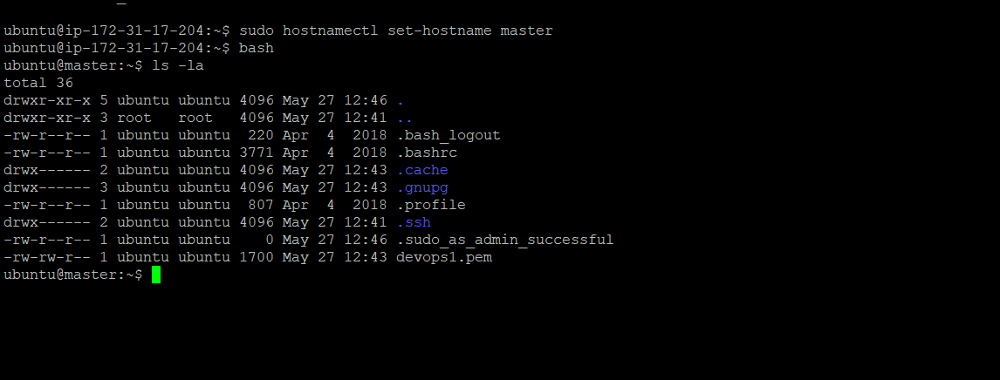 ubuntu@ip-172-31-17-204:~$ sudo hostnamectl set-hostname master
ubuntu@ip-172-31-17-204:~$ bash
ubuntu@master:~$ ls -la
total 36
drwxr-xr-x 5 ubuntu ubuntu 4096 May 27 12:46 .
drwxr-xr-x 3 root   root   4096 May 27 12:41 ..
-rw-r--r-- 1 ubuntu ubuntu  220 Apr  4  2018 .bash_logout
-rw-r--r-- 1 ubuntu ubuntu 3771 Apr  4  2018 .bashrc
drwx------ 2 ubuntu ubuntu 4096 May 27 12:43 .cache
drwx------ 3 ubuntu ubuntu 4096 May 27 12:43 .gnupg
-rw-r--r-- 1 ubuntu ubuntu  807 Apr  4  2018 .profile
drwx------ 2 ubuntu ubuntu 4096 May 27 12:41 .ssh
-rw-r--r-- 1 ubuntu ubuntu    0 May 27 12:46 .sudo_as_admin_successful
-rw-rw-r-- 1 ubuntu ubuntu 1700 May 27 12:43 devops1.pem
ubuntu@master:~$